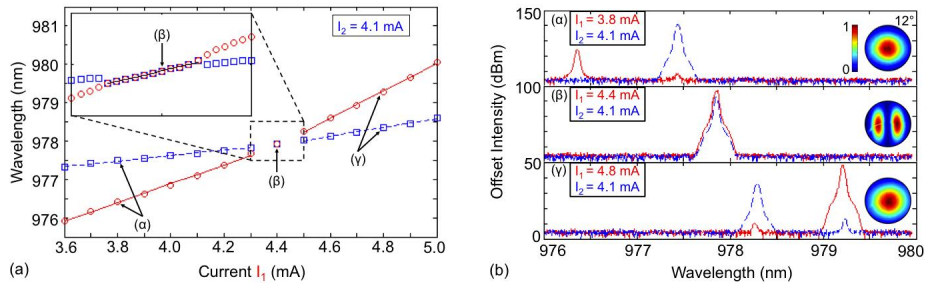 981
980
979
978
977
976
Wavelength (nm)
(β)
I2 = 4.1 mA
(β)
(γ)
(α)
3.6 3.8 4.0 4.2 4.4 4.6 4.8 5.0
(a)
Current I1 (mA)
150
100
50
0
Offset Intensity (dBm)
(α)
I1 = 3.8 mA
I2 = 4.1 mA
1
0
12°
(β)
I1 = 4.4 mA
I2 = 4.1 mA
(γ)
I1 = 4.8 mA
I2 = 4.1 mA
976 977 978 979 980
(b)
Wavelength (nm)